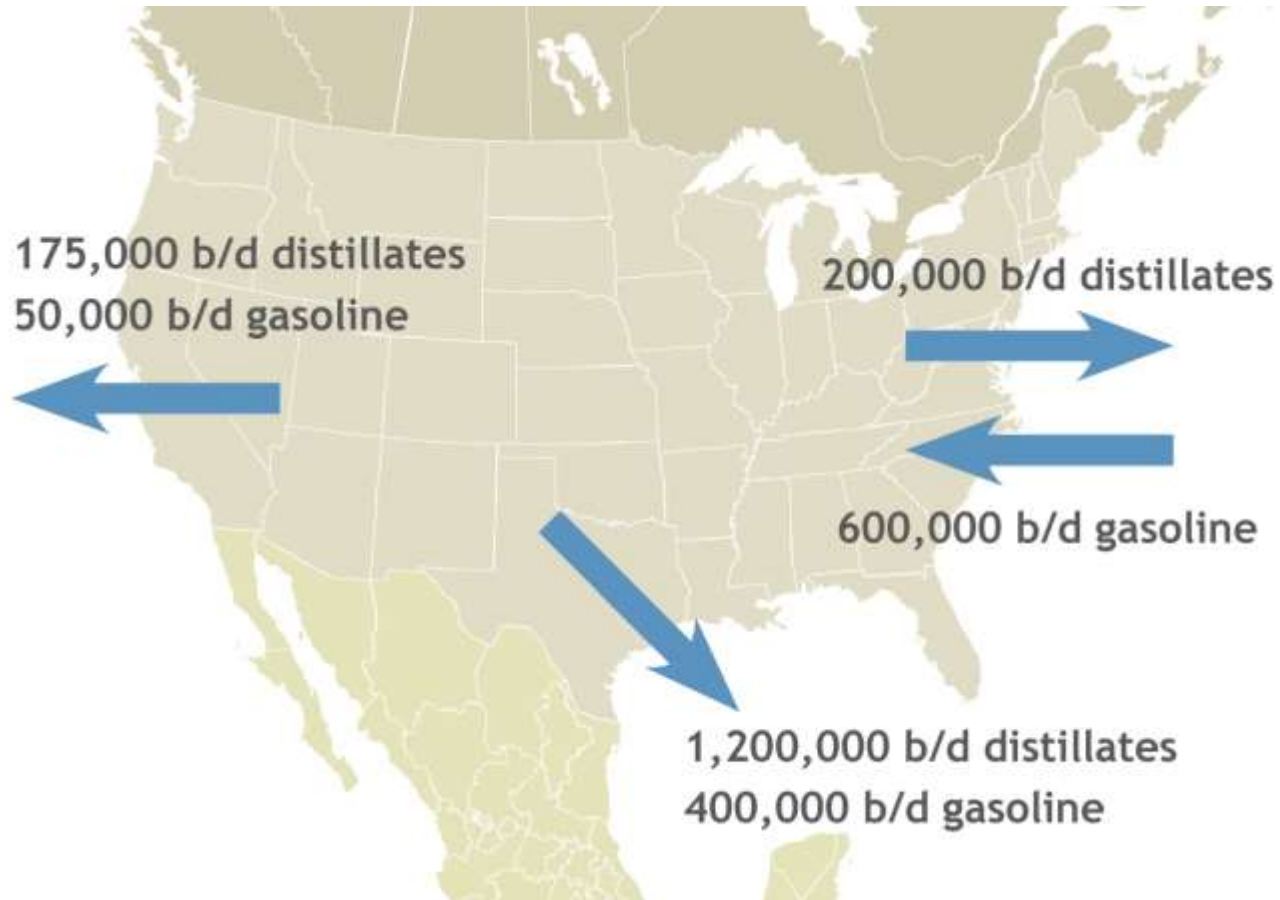 175,000 b/d distillates
50,000 b/d gasoline
200,000 b/d distillates
600,000 b/d gasoline
1,200,000 b/d distillates
400,000 b/d gasoline